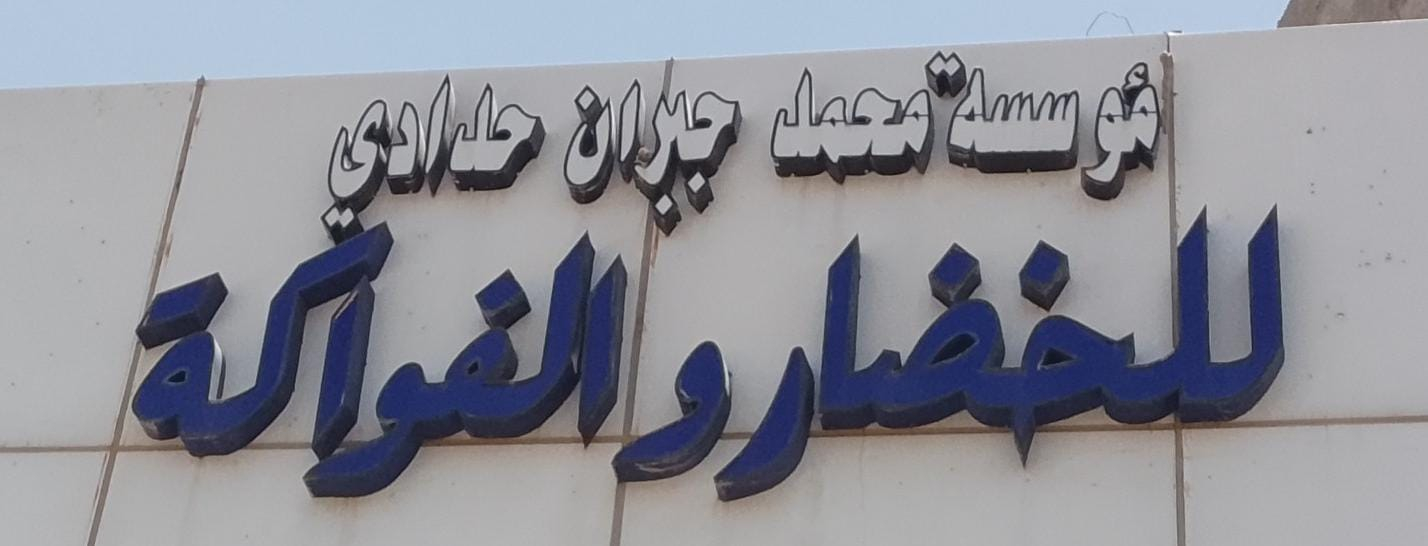 مؤسسة محمد جبران حدادي
للخضار والفواكة